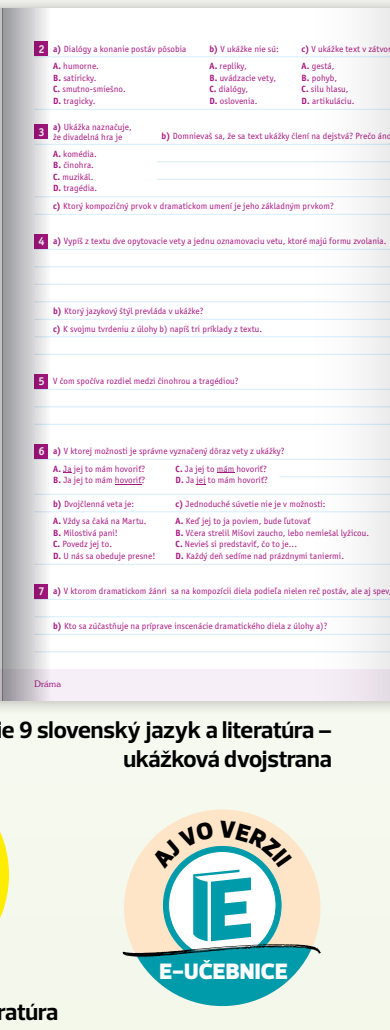 2 a) Dialógy a konanie postáv pôsobia b) V ukážke nie sú: c) V ukážke text v zátvor
A. humorne. A. repliky, A. gestá,
B. satiricky. B. uvádzacie vety, B. pohyb,
C. smutno-smiešno. C. dialógy, C. silu hlasu,
D. tragicky. D. oslovenia. D. artikuláciu.
3 a) Ukážka naznačuje,
že divadelná hra je b) Domnievaš sa, že sa text ukážky člení na dejstvá? Prečo áno
A. komédia.
B. činohra.
C. muzikál.
D. tragédia.
c) Ktorý kompozičný prvok v dramatickom umení je jeho základným prvkom?
4 a) Vypíš z textu dve opytovacie vety a jednu oznamovaciu vetu, ktoré majú formu zvolania.
b) Ktorý jazykový štýl prevláda v ukážke?
c) K svojmu tvrdeniu z úlohy b) napíš tri príklady z textu.
5 V čom spočíva rozdiel medzi činohrou a tragédiou?
6 a) V ktorej možnosti je správne vyznačený dôraz vety z ukážky?
A. Ja jej to mám hovoriť? C. Ja jej to mám hovoriť?
B. Ja jej to mám hovoriť? D. Ja jej to mám hovoriť?
b) Dvojčlenná veta je: c) Jednoduché súvetie nie je v možnosti:
A. Vždy sa čaká na Martu. A. Keď jej to ja poviem, bude ľutovať
B. Milostivá pani! B. Včera strelil Mišovi zaucho, lebo nemiešal lyžicou.
C. Povedz jej to. C. Nevieš si predstaviť, čo to je...
D. U nás sa obeduje presne! D. Každý deň sedíme nad prázdnymi taniermi.
7 a) V ktorom dramatickom žánri sa na kompozícii diela podieľa nielen reč postáv, ale aj spev,
b) Kto sa zúčastňuje na príprave inscenácie dramatického diela z úlohy a)?
Dráma
ie 9 slovenský jazyk a literatúra –
ukážková dvojstrana
AJ VO VERZII
E-UČEBNICE
ratúra